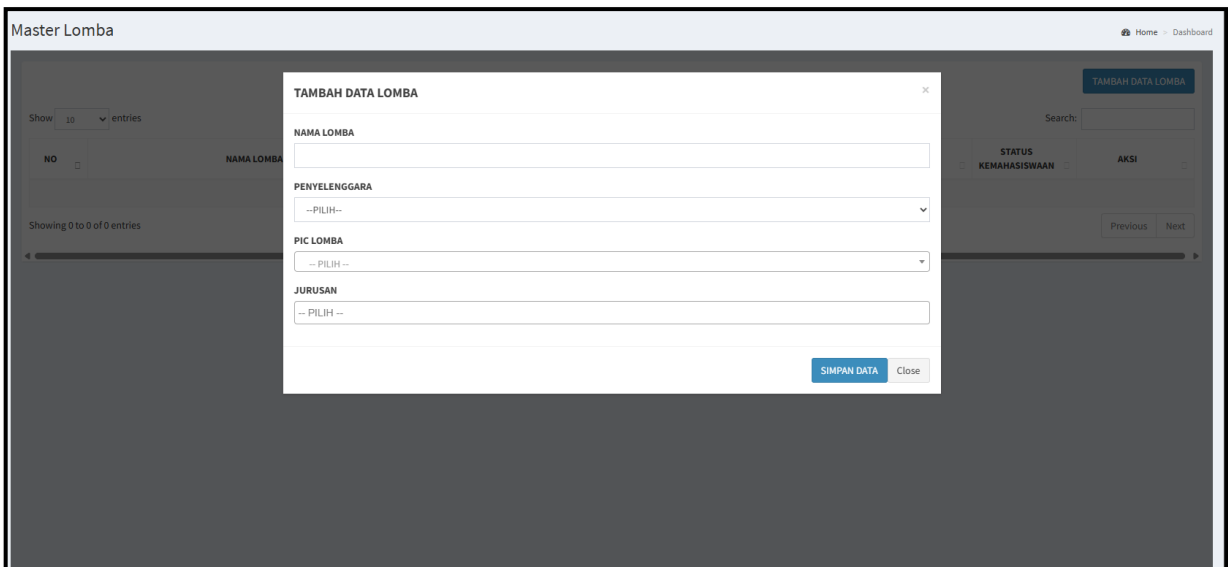 Master Lomba
Home > Dashboard
TAMBAH DATA LOMBA
Show 10 entries
Search:
NO
NAMA LOMBA
STATUS KEMAHASISWAAN
AKSI
Showing 0 to 0 of 0 entries
Previous Next
TAMBAH DATA LOMBA
×
NAMA LOMBA
PENYELENGGARA
--PILIH--
PIC LOMBA
-- PILIH --
JURUSAN
-- PILIH --
SIMPAN DATA Close